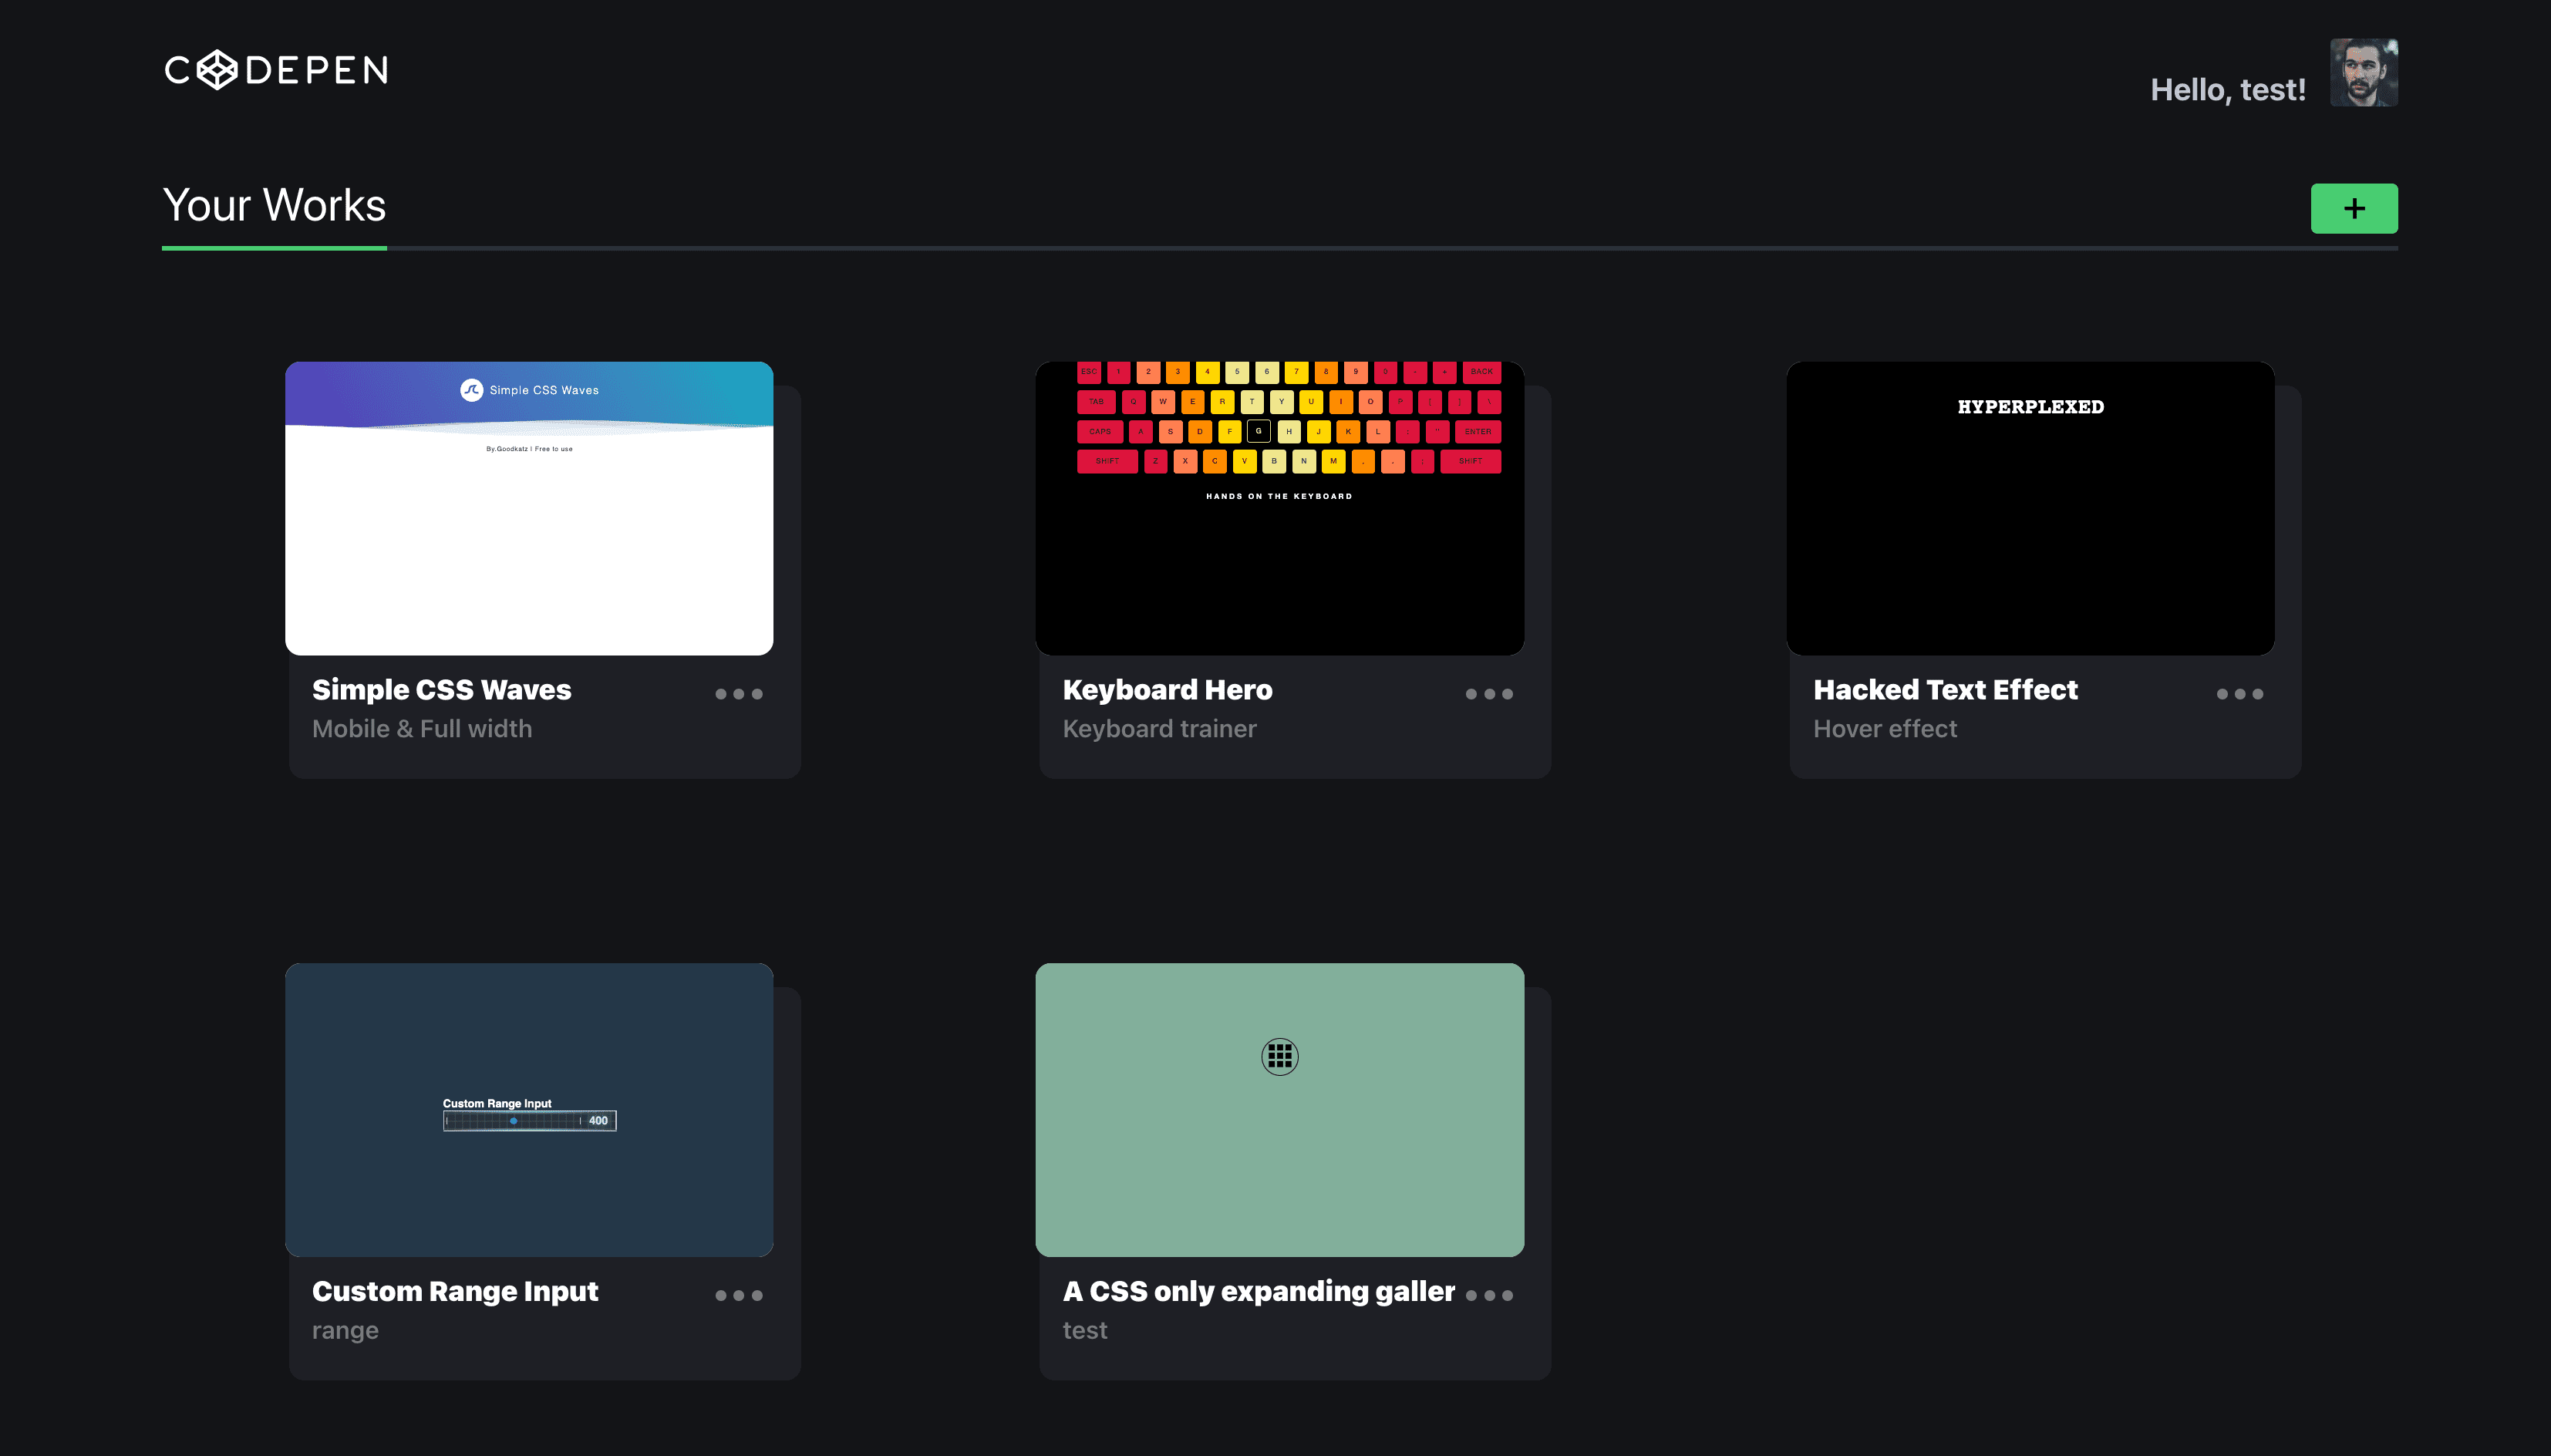 CODEPEN
Hello, test!
Your Works
+
Simple CSS Waves
By.Goodkatz | Free to use
ESC 1 2 3 4 5 6 7 8 9 0 - + BACK
TAB Q W E R T Y U I O P [ ] \
CAPS A S D F G H J K L : " ENTER
SHIFT Z X C V B N M SHIFT
HANDS ON THE KEYBOARD
HYPERPLEXED
Simple CSS Waves
Mobile & Full width
Keyboard Hero
Keyboard trainer
Hacked Text Effect
Hover effect
Custom Range Input
400
Custom Range Input
range
A CSS only expanding galler
test